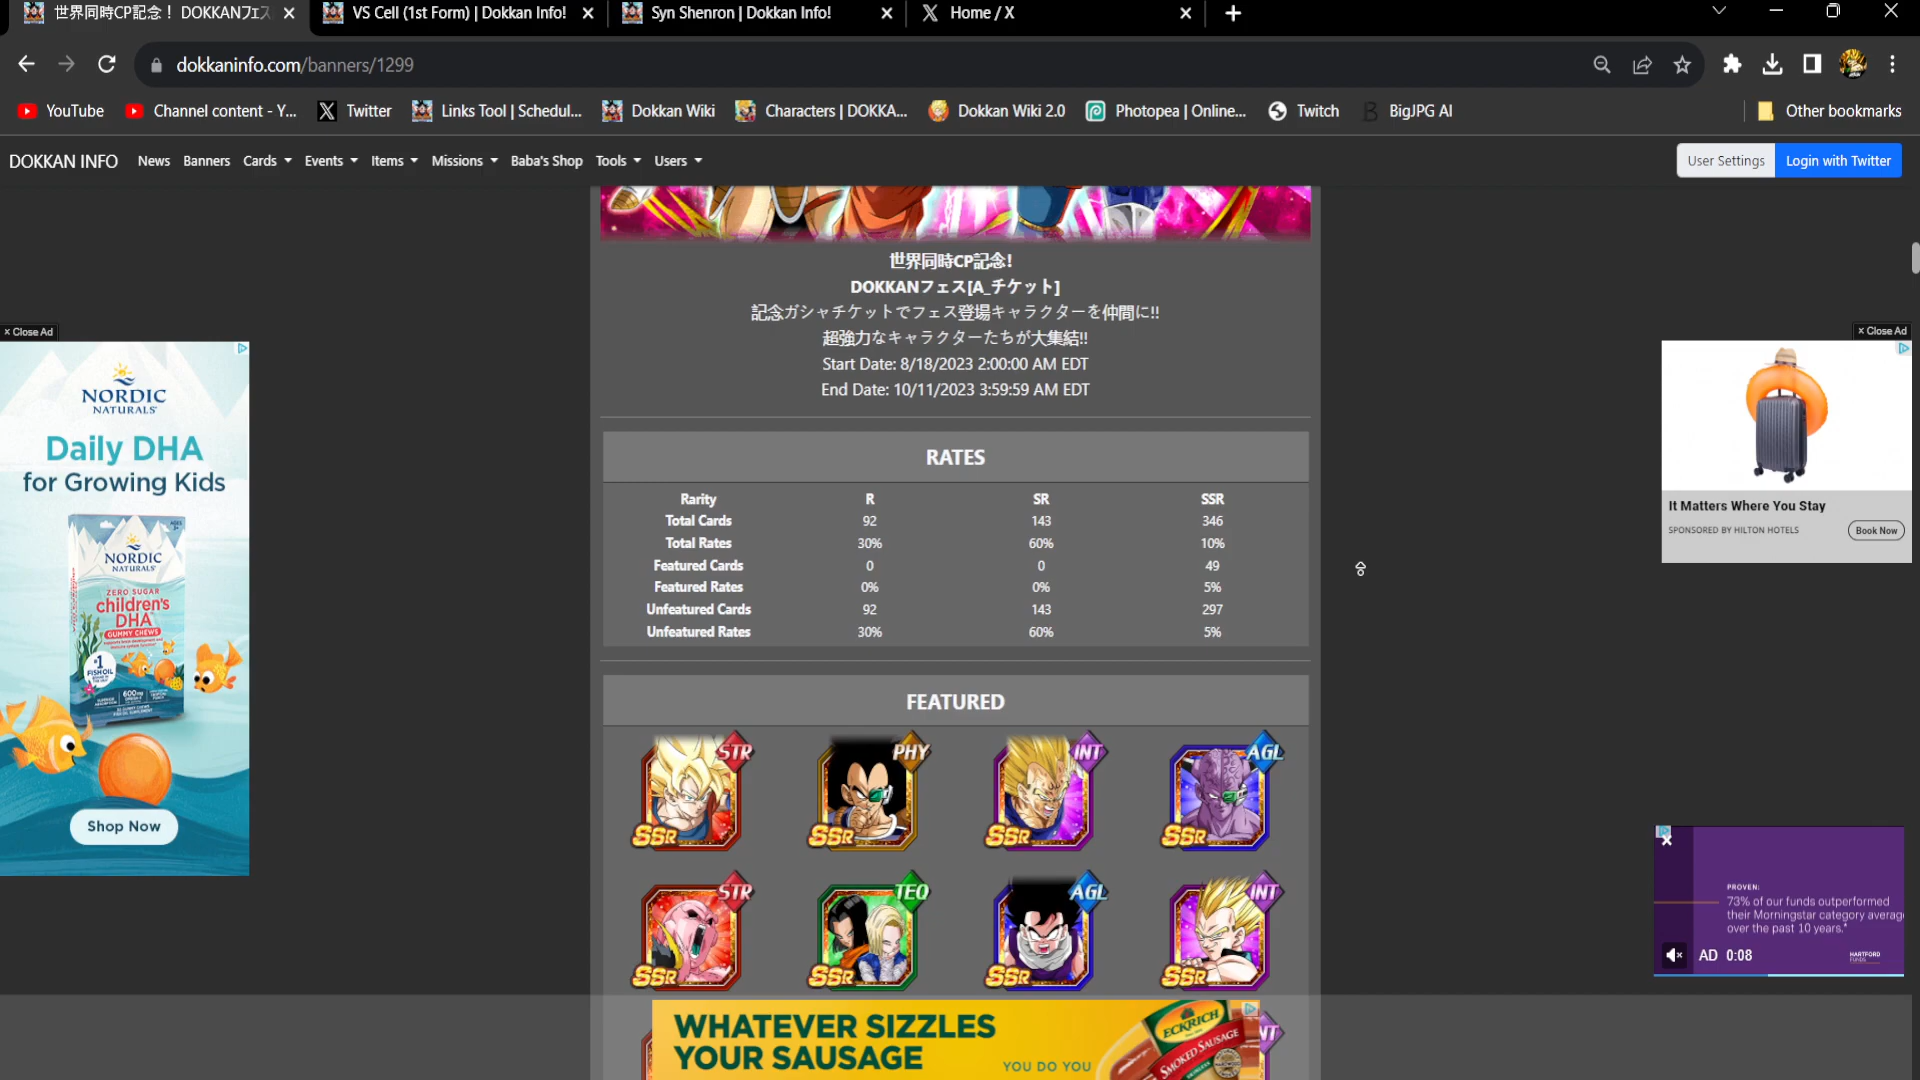 世界同時CP記念！ DOKKANフェス
VS Cell (1st Form) | Dokkan Info!
Syn Shenron | Dokkan Info!
Home / X
dokkaninfo.com/banners/1299
YouTube
Channel content - Y...
Twitter
Links Tool | Schedul...
Dokkan Wiki
Characters | DOKKA...
Dokkan Wiki 2.0
Photopea | Online...
Twitch
BigJPG AI
Other bookmarks
DOKKAN INFO
News
Banners
Cards
Events
Items
Missions
Baba's Shop
Tools
Users
User Settings
Login with Twitter
世界同時CP記念!
DOKKANフェス[A_チケット]
記念ガシャチケットでフェス登場キャラクターを仲間に!!
超強力なキャラクターたちが大集結!!
Start Date: 8/18/2023 2:00:00 AM EDT
End Date: 10/11/2023 3:59:59 AM EDT
RATES
Rarity R SR SSR
Total Cards 92 143 346
Total Rates 30% 60% 10%
Featured Cards 0 0 49
Featured Rates 0% 0% 5%
Unfeatured Cards 92 143 297
Unfeatured Rates 30% 60% 5%
FEATURED
STR PHY INT AGL
SSR SSR SSR SSR
STR TEQ AGL INT
SSR SSR SSR SSR
× Close Ad
NORDIC
NATURALS
Daily DHA
for Growing Kids
NORDIC
NATURALS
ZERO SUGAR
children's
DHA
GUMMY CHEWS
#1
FISH OIL
600mg
Shop Now
× Close Ad
It Matters Where You Stay
SPONSORED BY HILTON HOTELS
Book Now
PROVEN:
73% of our funds outperformed
their Morningstar category averag
over the past 10 years.*
AD 0:08
HARTFORD
FUNDS
WHATEVER SIZZLES
YOUR SAUSAGE
YOU DO YOU
ECKRICH
SMOKED SAUSAGE